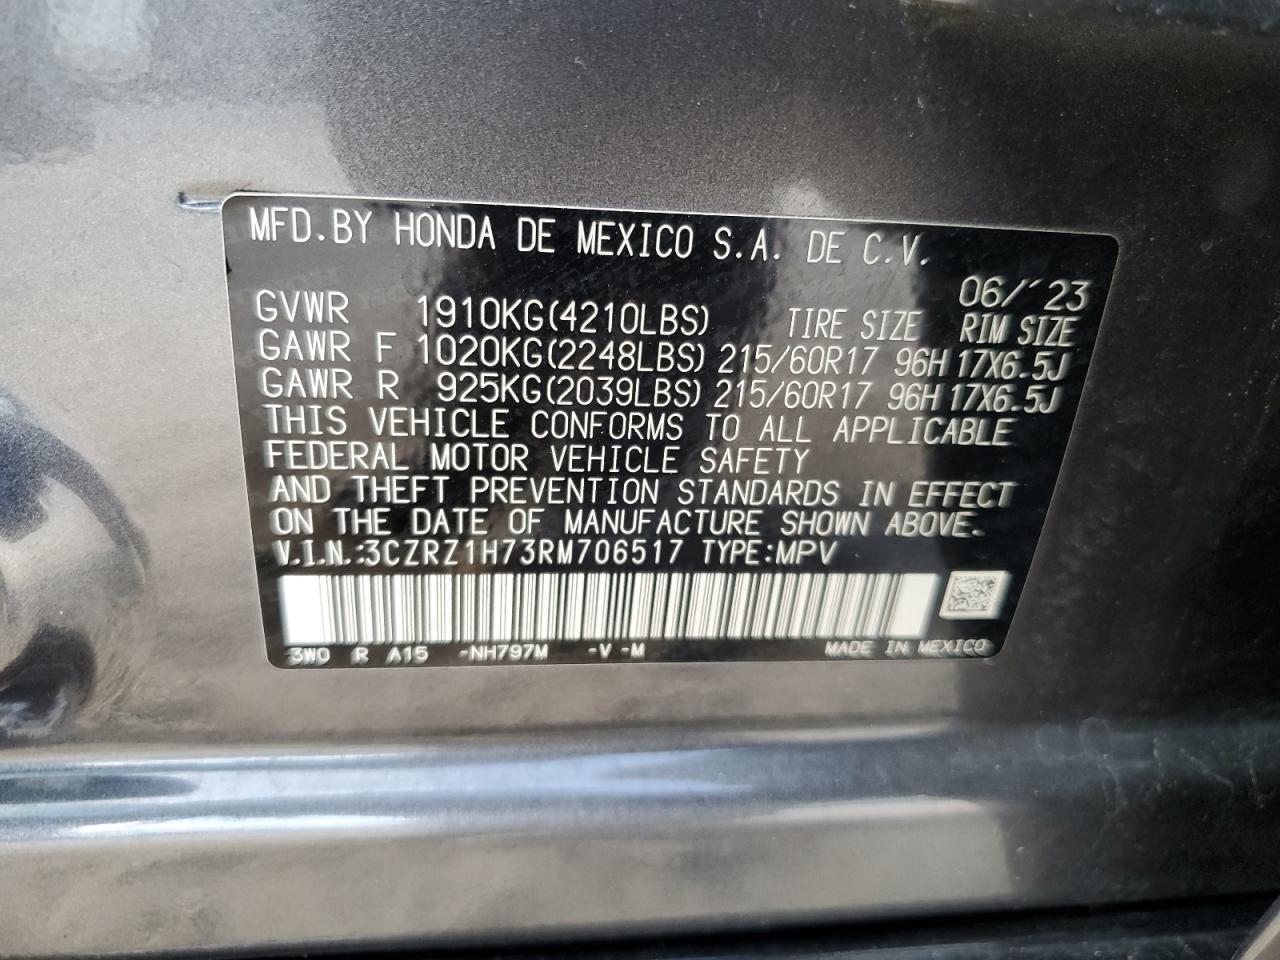 MFD.BY HONDA DE MEXICO S.A. DE C.V.
06/´23
GVWR 1910KG(4210LBS) TIRE SIZE RIM SIZE
GAWR F 1020KG(2248LBS) 215/60R17 96H 17X6.5J
GAWR R 925KG(2039LBS) 215/60R17 96H 17X6.5J
THIS VEHICLE CONFORMS TO ALL APPLICABLE
FEDERAL MOTOR VEHICLE SAFETY
AND THEFT PREVENTION STANDARDS IN EFFECT
ON THE DATE OF MANUFACTURE SHOWN ABOVE.
V.I.N.:3CZRZ1H73RM706517 TYPE:MPV
3W0 R A15 -NH797M -V -M MADE IN MEXICO